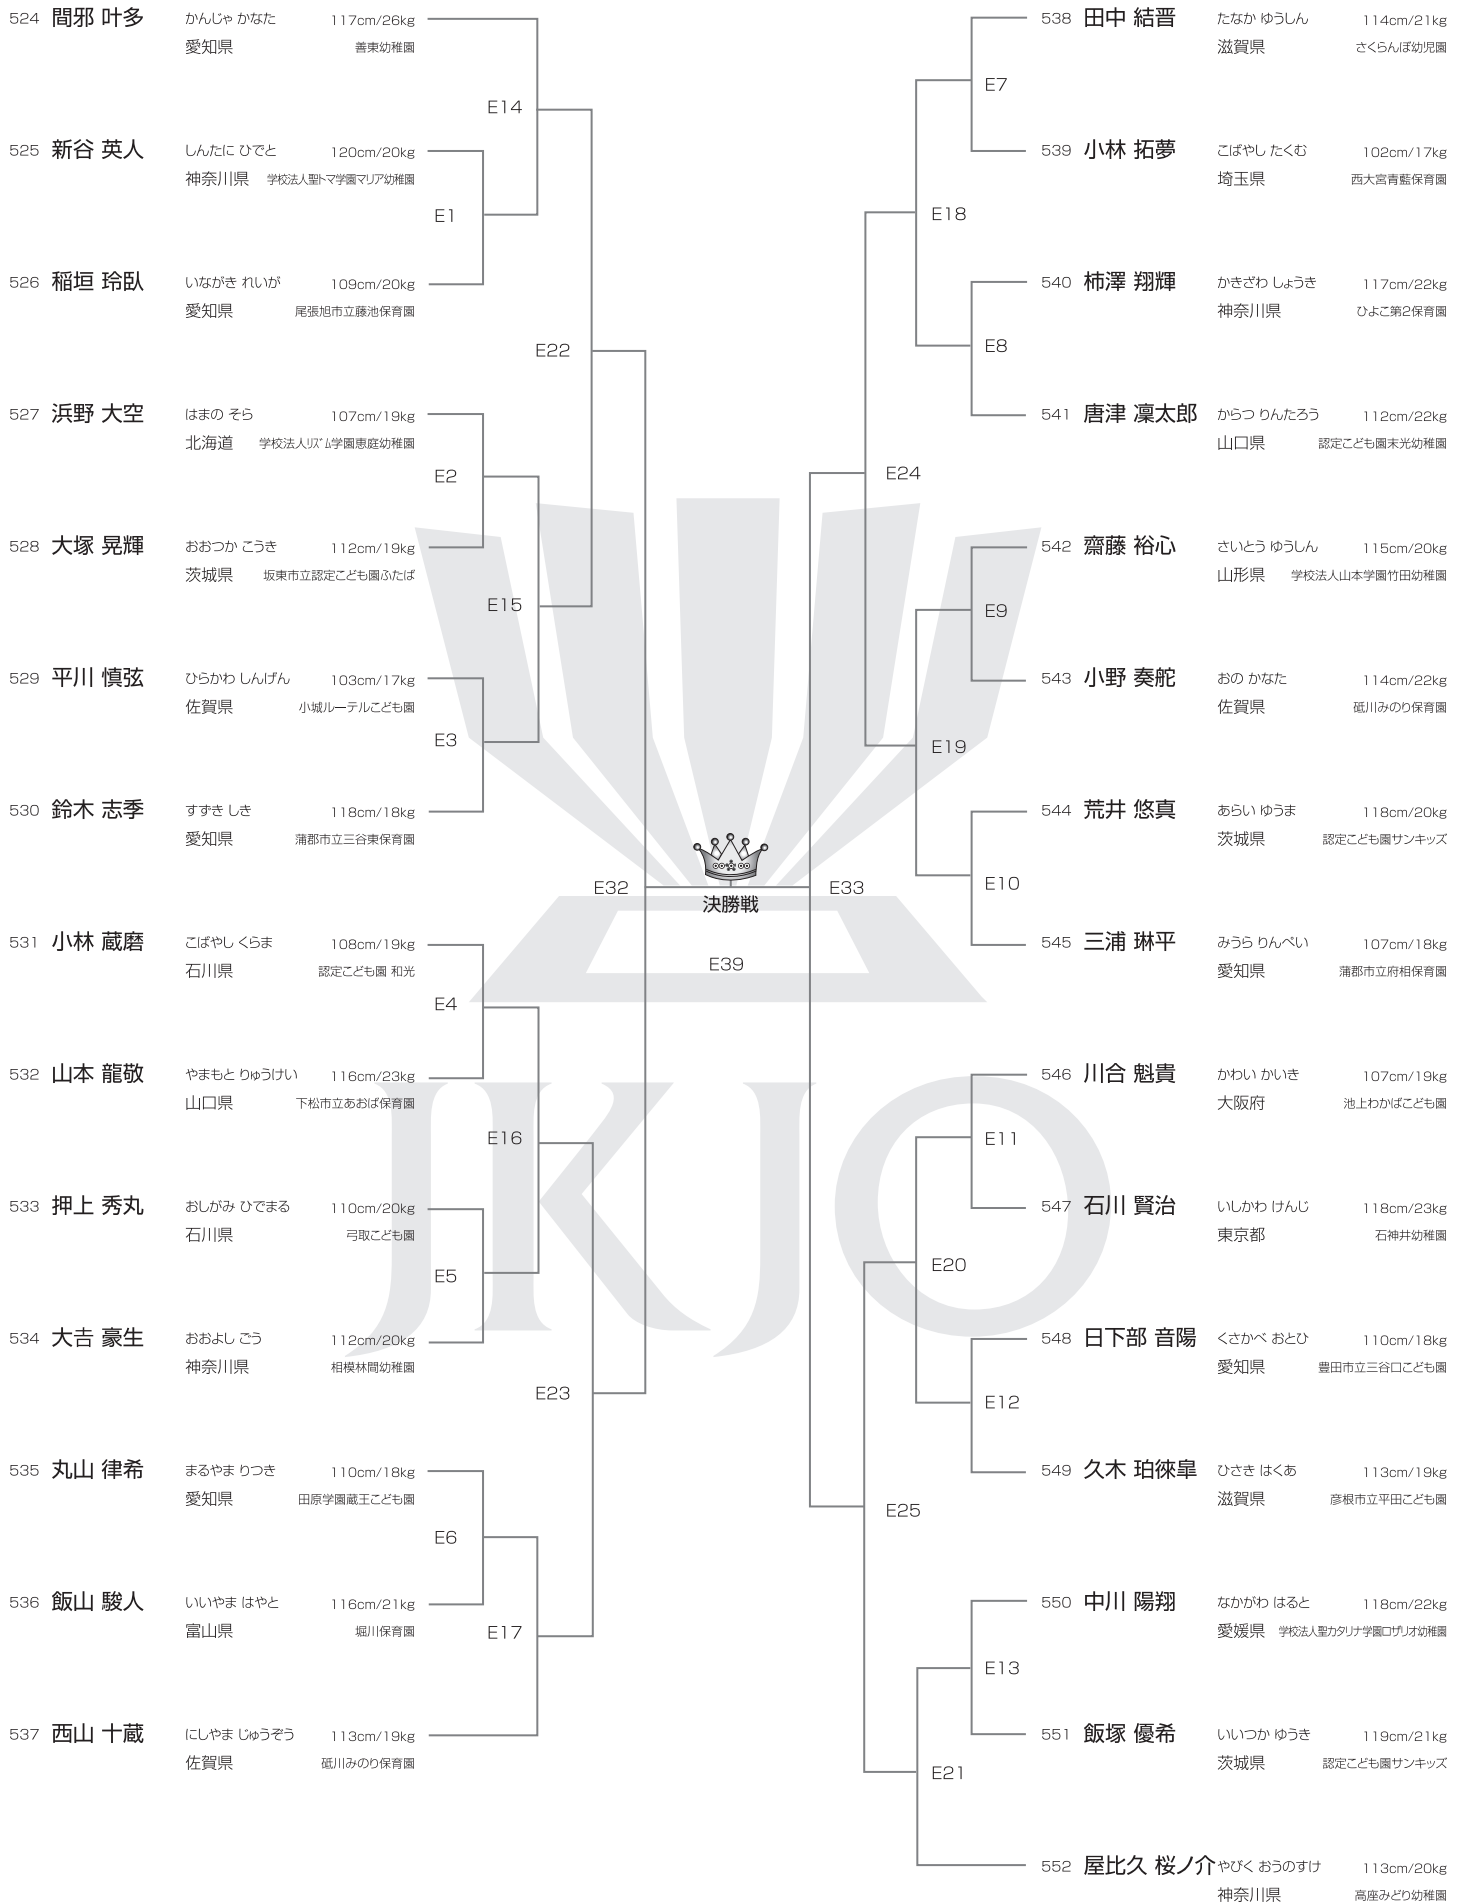 524 間邪 叶多 かんじゃ かなた 117cm/26kg
愛知県 善東幼稚園
E14
525 新谷 英人 しんたに ひでと 120cm/20kg
神奈川県 学校法人聖トマ学園マリア幼稚園
E1
526 稲垣 玲臥 いながき れいが 109cm/20kg
愛知県 尾張旭市立藤池保育園
E22
527 浜野 大空 はまの そら 107cm/19kg
北海道 学校法人リズム学園恵庭幼稚園
E2
528 大塚 晃輝 おおつか こうき 112cm/19kg
茨城県 坂東市立認定こども園ふたば
E15
529 平川 慎弦 ひらかわ しんげん 103cm/17kg
佐賀県 小城ルーテルこども園
E3
530 鈴木 志季 すずき しき 118cm/18kg
愛知県 蒲郡市立三谷東保育園
E32
531 小林 蔵磨 こばやし くらま 108cm/19kg
石川県 認定こども園 和光
E4
532 山本 龍敬 やまもと りゅうけい 116cm/23kg
山口県 下松市立あおば保育園
E16
533 押上 秀丸 おしがみ ひでまる 110cm/20kg
石川県 弓取こども園
E5
534 大吉 豪生 おおよし ごう 112cm/20kg
神奈川県 相模林間幼稚園
E23
535 丸山 律希 まるやま りつき 110cm/18kg
愛知県 田原学園蔵王こども園
E6
536 飯山 駿人 いいやま はやと 116cm/21kg
富山県 堀川保育園
E17
537 西山 十蔵 にしやま じゅうぞう 113cm/19kg
佐賀県 砥川みのり保育園
決勝戦
E39
JKJO
538 田中 結晋 たなか ゆうしん 114cm/21kg
滋賀県 さくらんぼ幼児園
E7
539 小林 拓夢 こばやし たくむ 102cm/17kg
埼玉県 西大宮青藍保育園
E18
540 柿澤 翔輝 かきざわ しょうき 117cm/22kg
神奈川県 ひよこ第2保育園
E8
541 唐津 凜太郎 からつ りんたろう 112cm/22kg
山口県 認定こども園末光幼稚園
E24
542 齋藤 裕心 さいとう ゆうしん 115cm/20kg
山形県 学校法人山本学園竹田幼稚園
E9
543 小野 奏舵 おの かなた 114cm/22kg
佐賀県 砥川みのり保育園
E19
544 荒井 悠真 あらい ゆうま 118cm/20kg
茨城県 認定こども園サンキッズ
E10
E33
545 三浦 琳平 みうら りんぺい 107cm/18kg
愛知県 蒲郡市立府相保育園
546 川合 魁貴 かわい かいき 107cm/19kg
大阪府 池上わかばこども園
E11
547 石川 賢治 いしかわ けんじ 118cm/23kg
東京都 石神井幼稚園
E20
548 日下部 音陽 くさかべ おとひ 110cm/18kg
愛知県 豊田市立三谷口こども園
E12
549 久木 珀徠皐 ひさき はくあ 113cm/19kg
滋賀県 彦根市立平田こども園
E25
550 中川 陽翔 なかがわ はると 118cm/22kg
愛媛県 学校法人聖カタリナ学園ロザリオ幼稚園
E13
551 飯塚 優希 いいつか ゆうき 119cm/21kg
茨城県 認定こども園サンキッズ
E21
552 屋比久 桜ノ介 やびく おうのすけ 113cm/20kg
神奈川県 高座みどり幼稚園